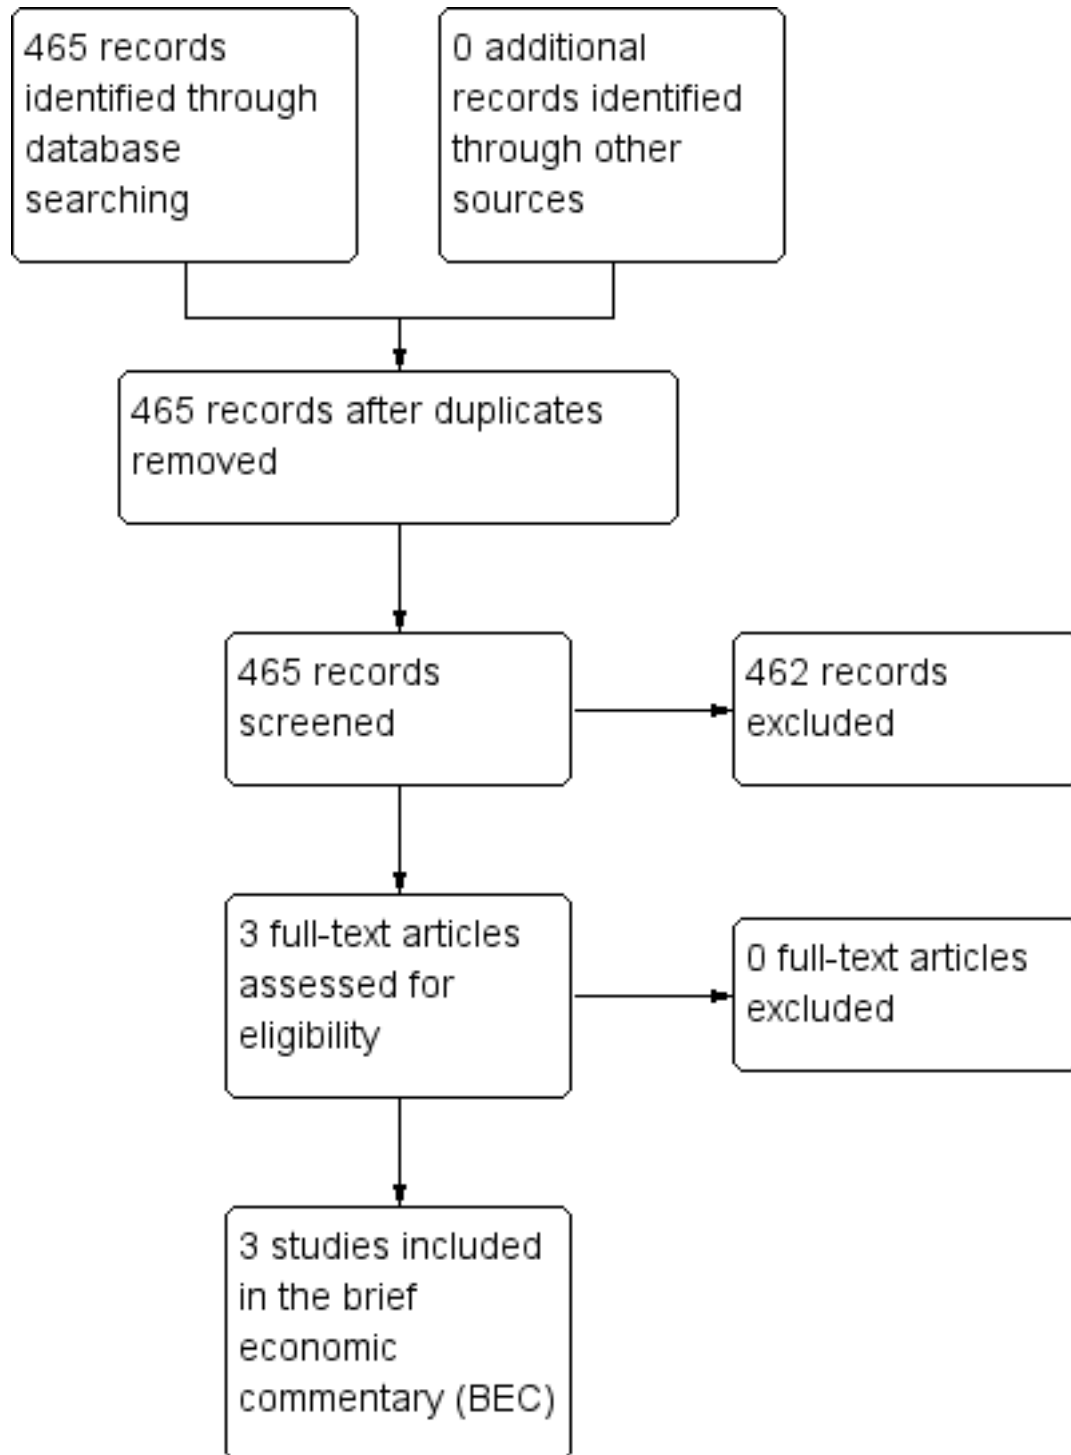 465 records
identified through
database
searching
0 additional
records identified
through other
sources
465 records after duplicates
removed
465 records
screened
462 records
excluded
3 full-text articles
assessed for
eligibility
0 full-text articles
excluded
3 studies included
in the brief
economic
commentary (BEC)